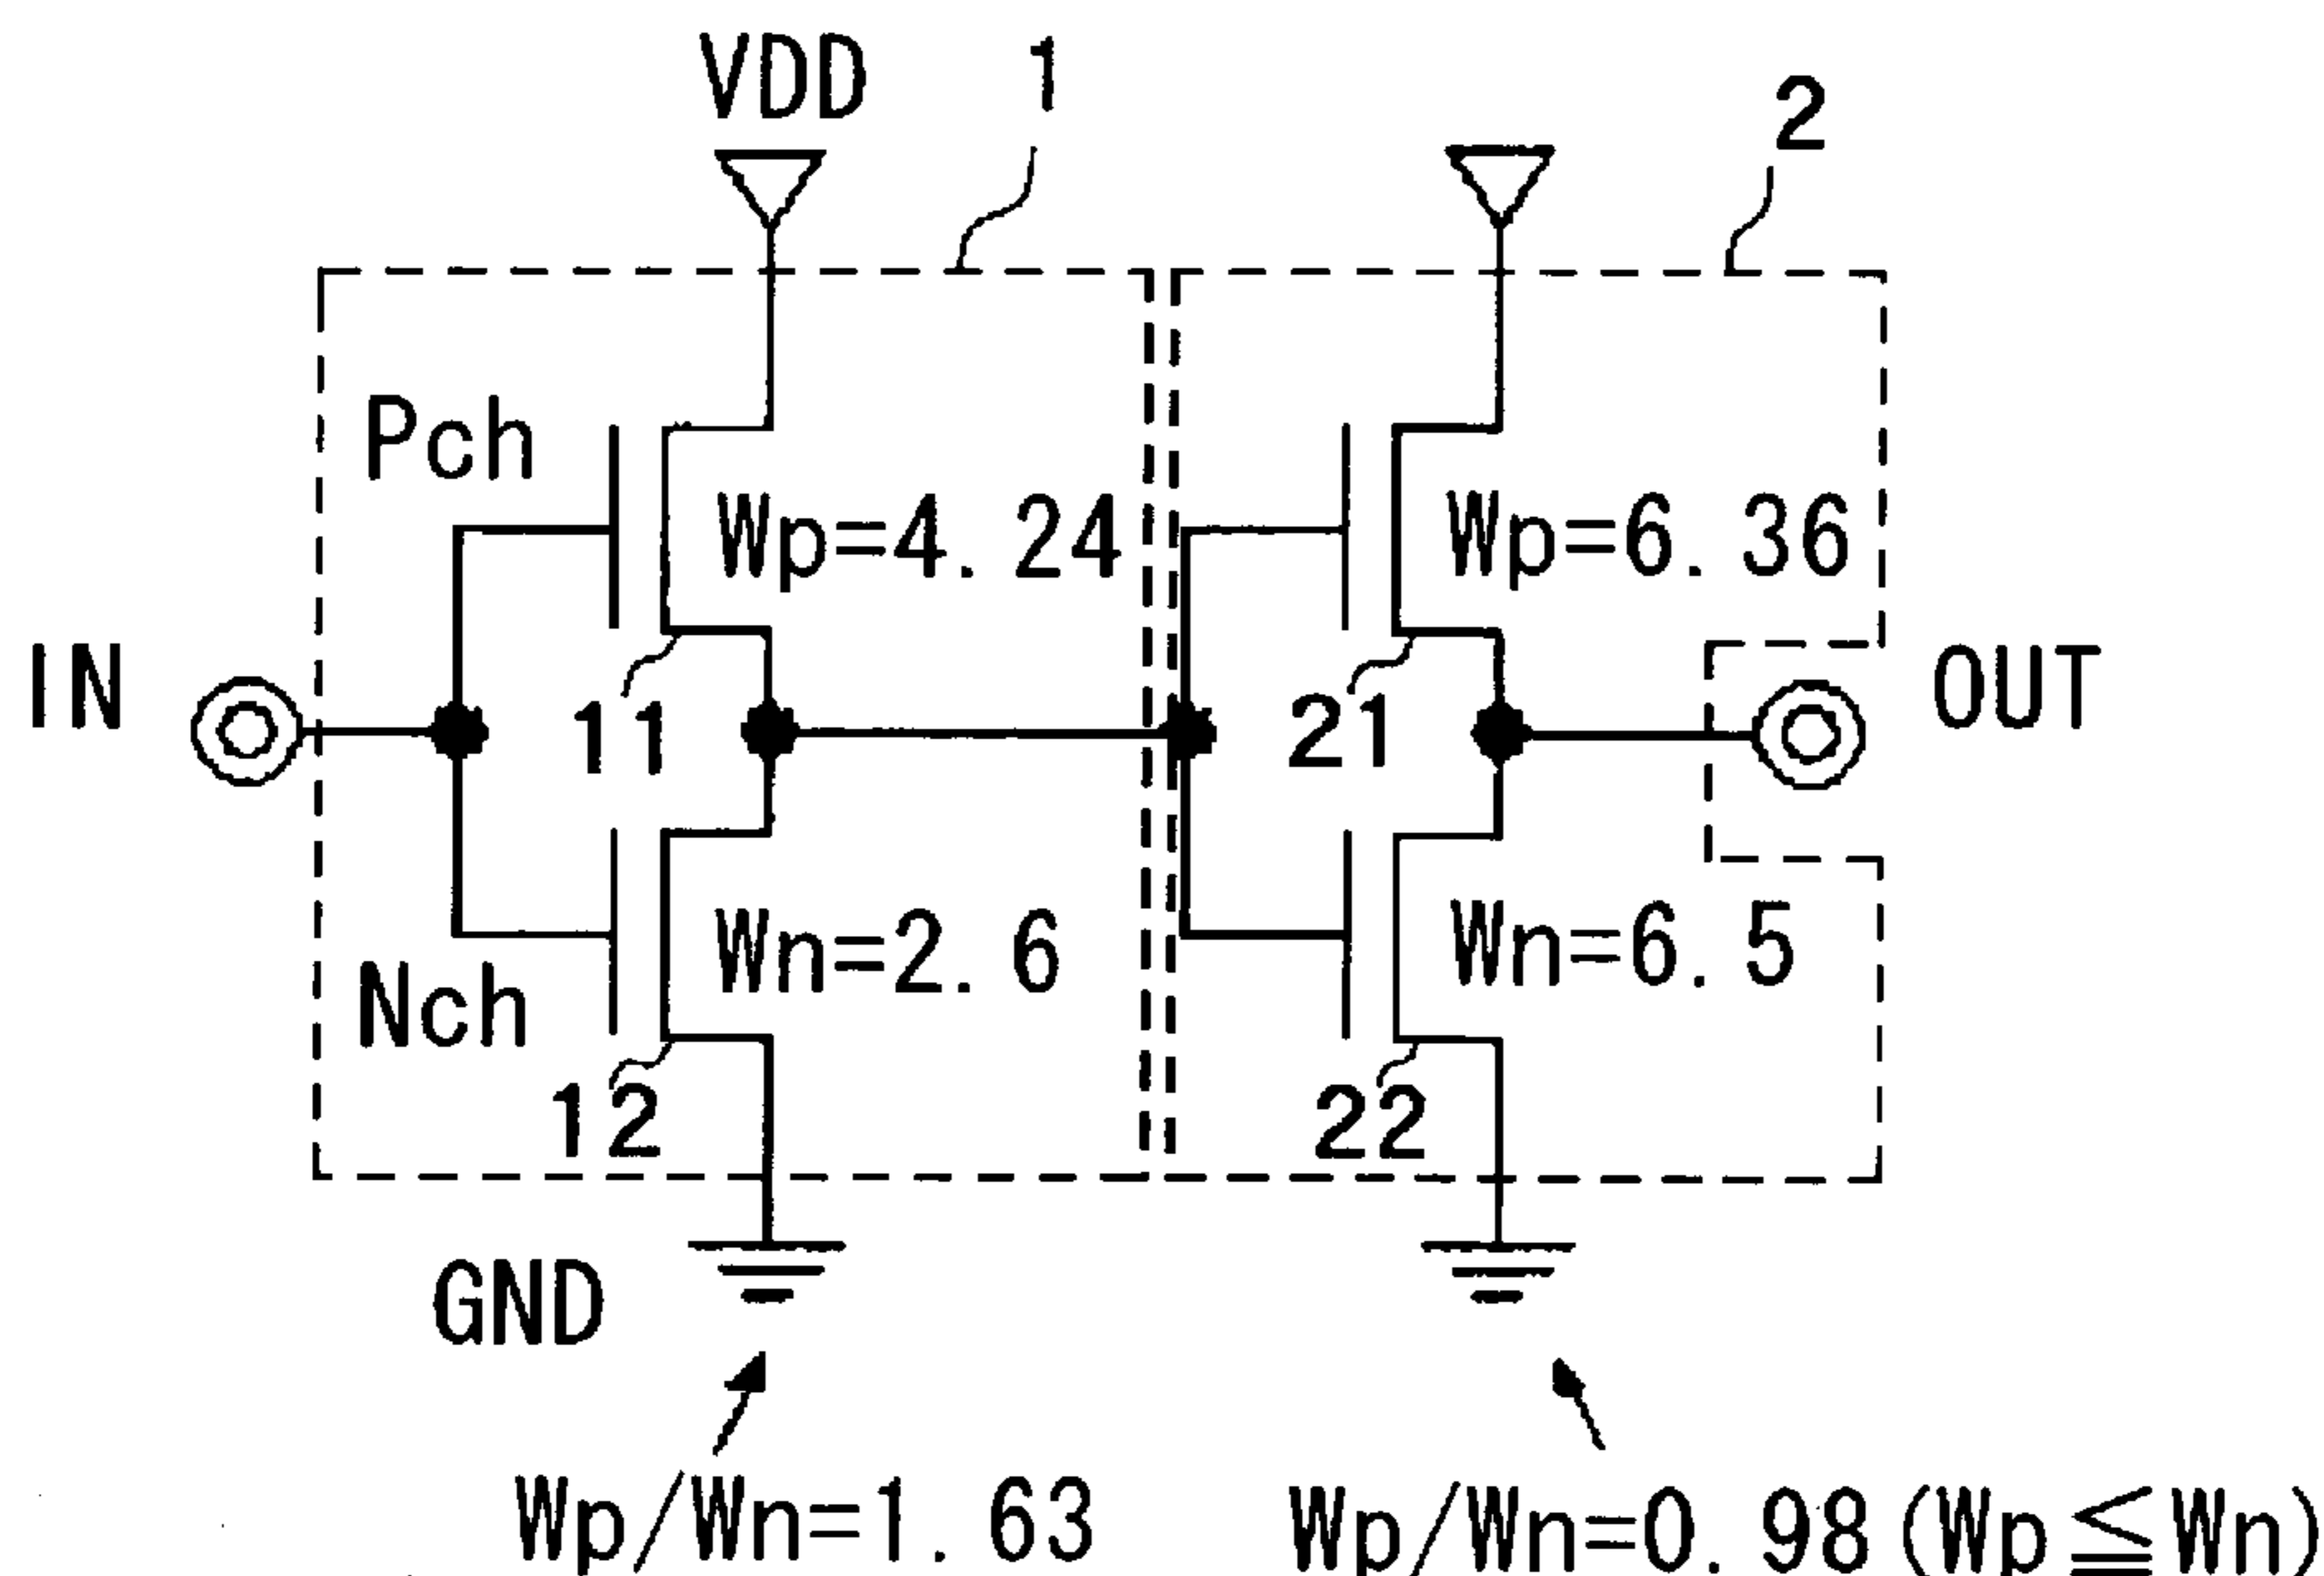 VDD
1
2
Pch
Wp=4.24
Wp=6.36
IN
11
21
OUT
Wn=2.6
Wn=6.5
Nch
12
22
GND
Wp/Wn=1.63
Wp/Wn=0.98(Wp≦Wn)